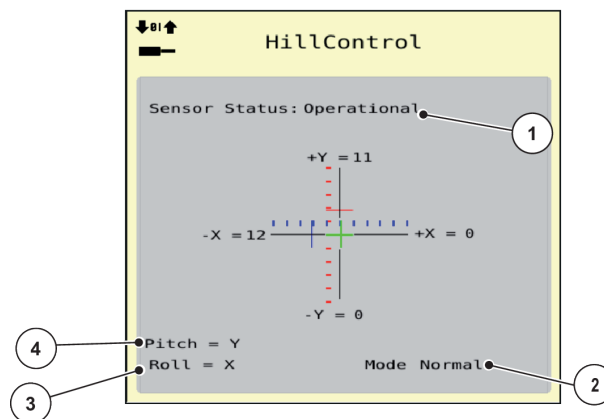 HillControl
Sensor Status: Operational
1
+Y = 11
-X = 12
+X = 0
-Y = 0
4
Pitch = Y
3
Roll = X
Mode Normal
2